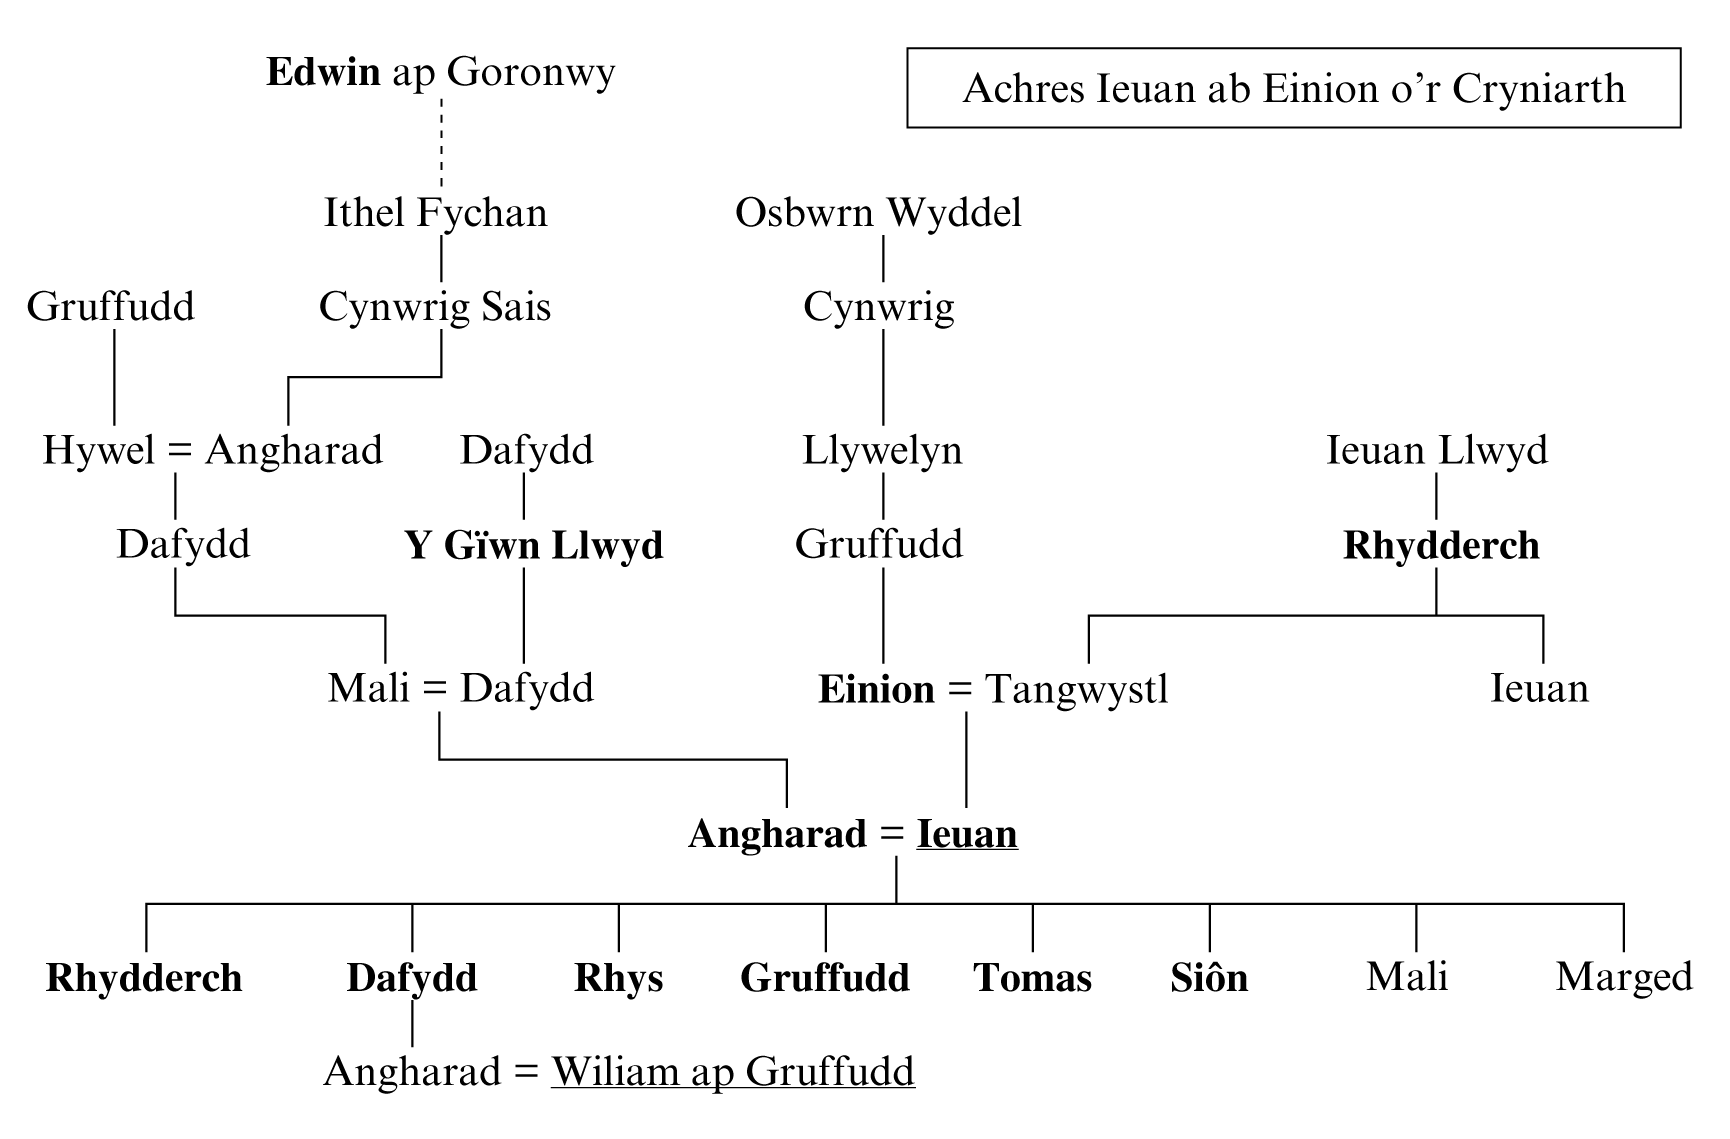 Edwin ap Goronwy
Achres Ieuan ab Einion o’r Cryniarth
Ithel Fychan
Osbwrn Wyddel
Gruffudd
Cynwrig Sais
Cynwrig
Hywel = Angharad
Dafydd
Llywelyn
Ieuan Llwyd
Dafydd
Y Gïwn Llwyd
Gruffudd
Rhydderch
Mali = Dafydd
Einion = Tangwystl
Ieuan
Angharad = Ieuan
Rhydderch
Dafydd
Rhys
Gruffudd
Tomas
Siôn
Mali
Marged
Angharad = Wiliam ap Gruffudd